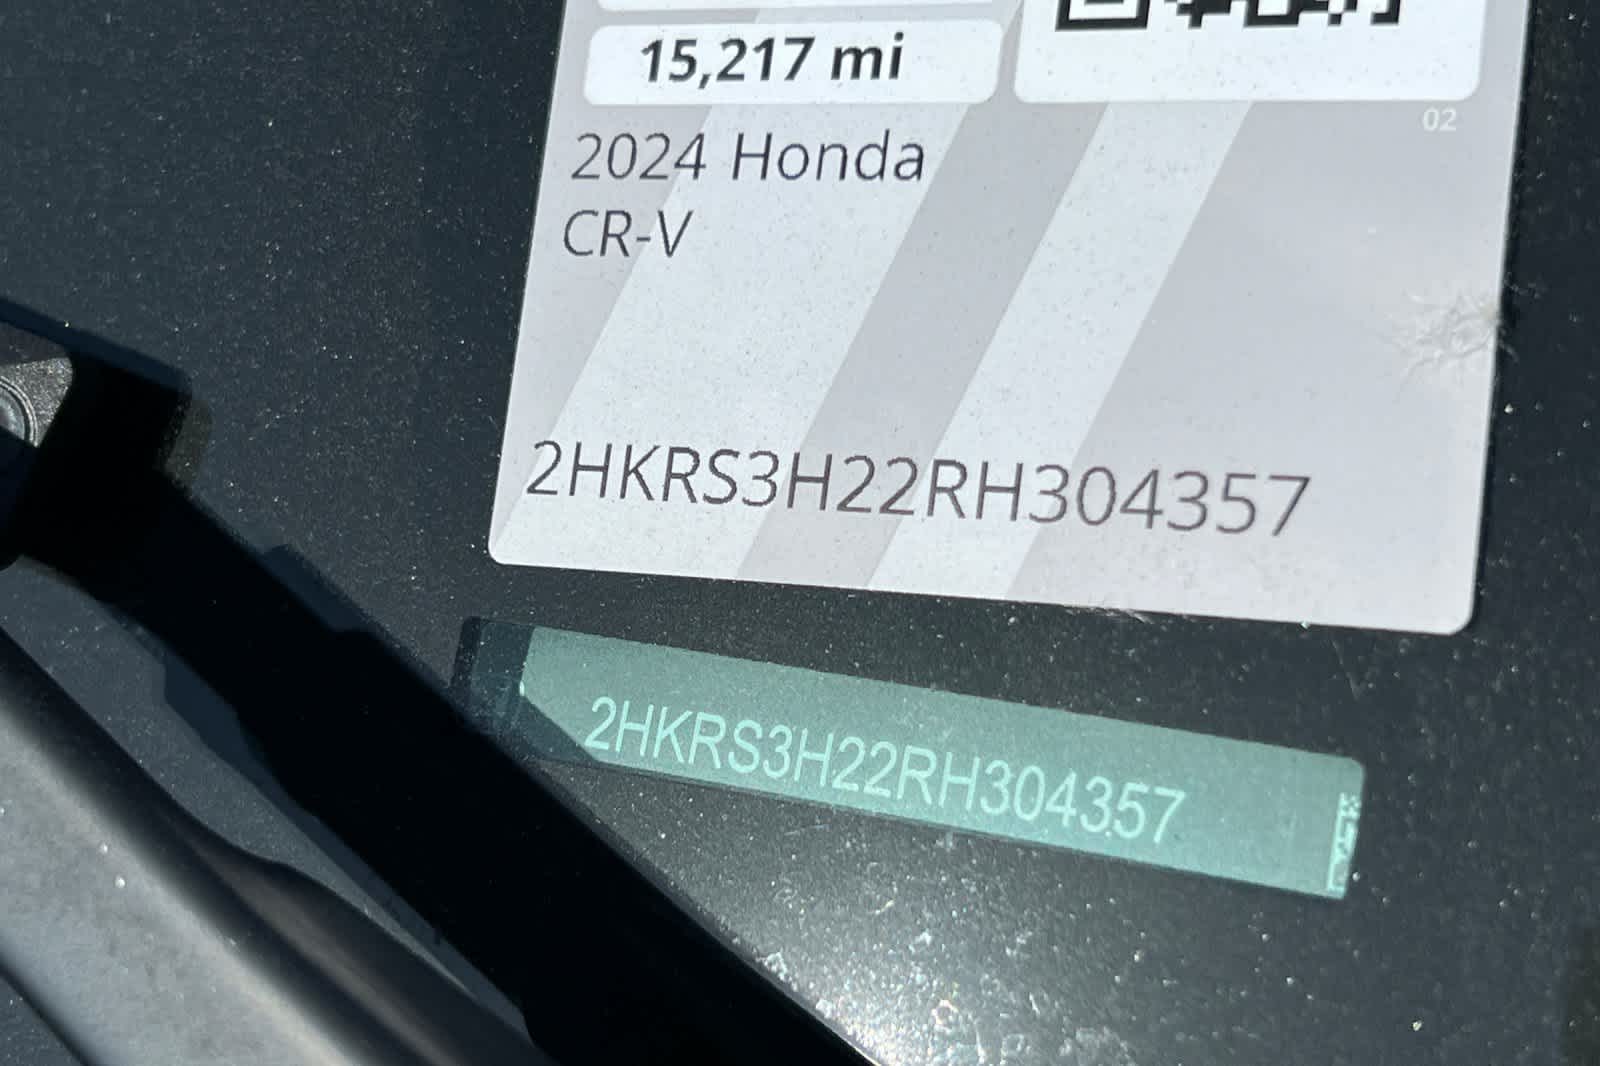 15,217 mi
02
2024 Honda
CR-V
2HKRS3H22RH304357
2HKRS3H22RH304357